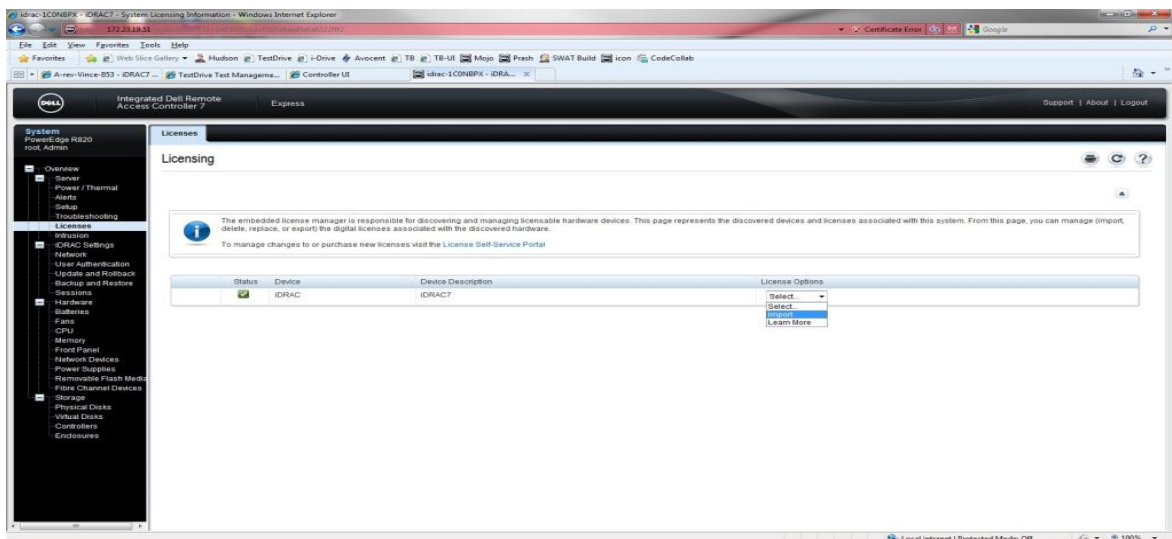 idrac-1C0NBPX - iDRAC7 - System Licensing Information - Windows Internet Explorer
172.23.19.51
Certificate Error
Google
File Edit View Favorites Tools Help
Favorites Web Slice Gallery Hudson TestDrive i-Drive Avocent TB TB-UI Mojo Prash SWAT Build icon CodeCollab
A-rev-Vince-B53 - iDRAC7 ... TestDrive Test Manageme... Controller UI idrac-1C0NBPX - iDRA...
DELL
Integrated Dell Remote
Access Controller 7
Express
Support | About | Logout
System
PowerEdge R820
root, Admin
Licenses
Licensing
Overview
Server
Power / Thermal
Alerts
Setup
Troubleshooting
Licenses
Intrusion
iDRAC Settings
Network
User Authentication
Update and Rollback
Backup and Restore
Sessions
Hardware
Batteries
Fans
CPU
Memory
Front Panel
Network Devices
Power Supplies
Removable Flash Media
Fibre Channel Devices
Storage
Physical Disks
Virtual Disks
Controllers
Enclosures
The embedded license manager is responsible for discovering and managing licensable hardware devices. This page represents the discovered devices and licenses associated with this system. From this page, you can manage (import,
delete, replace, or export) the digital licenses associated with the discovered hardware.
To manage changes to or purchase new licenses visit the License Self-Service Portal
Status Device Device Description License Options
iDRAC iDRAC7 Select...
Select...
Import
Learn More
Local intranet | Protected Mode: Off
100%